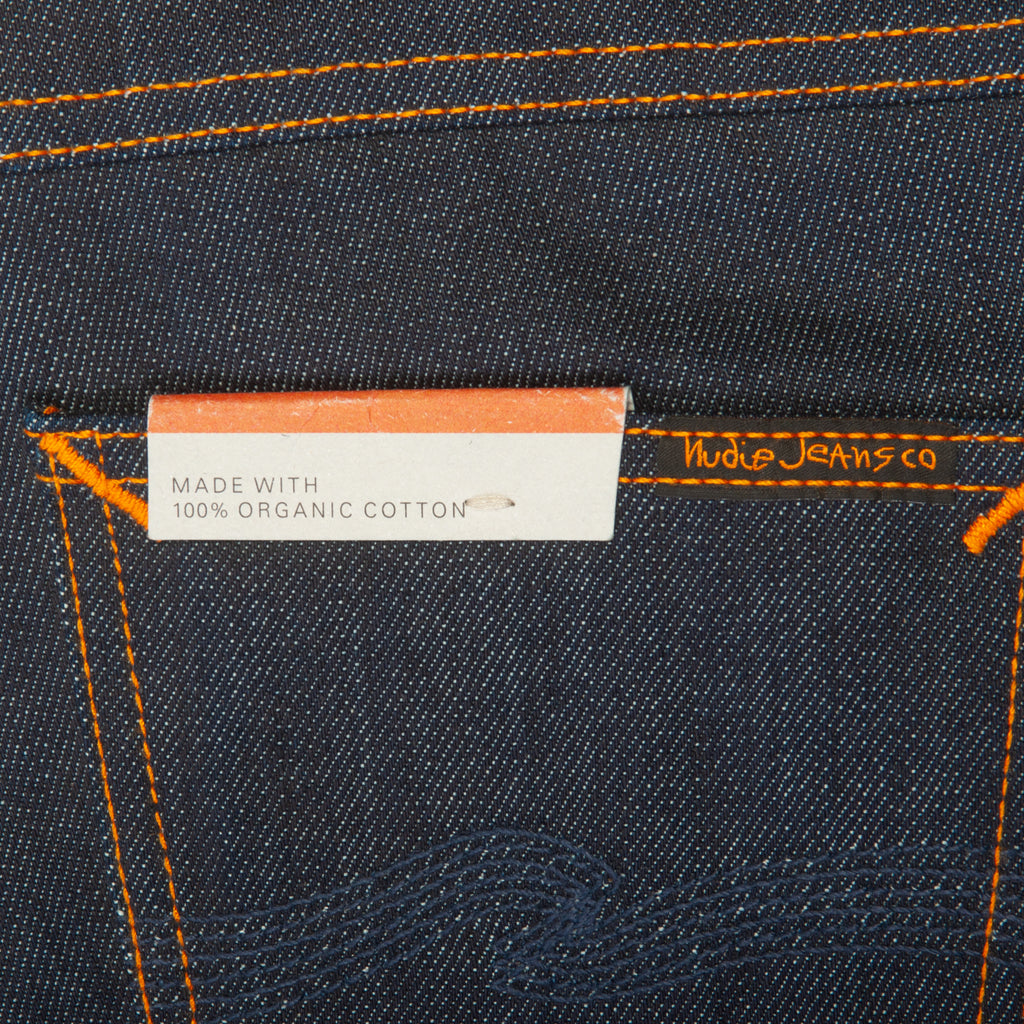 MADE WITH
100% ORGANIC COTTON
Nudie Jeans co